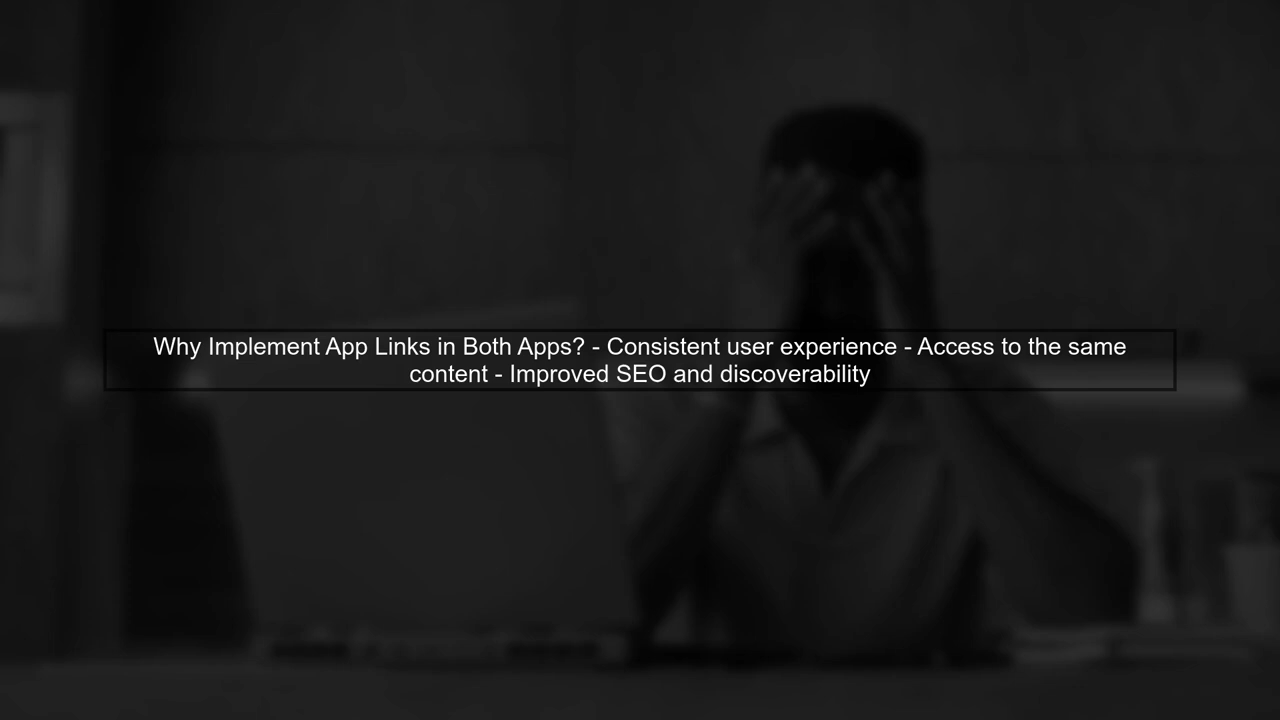 Why Implement App Links in Both Apps? - Consistent user experience - Access to the same
content - Improved SEO and discoverability